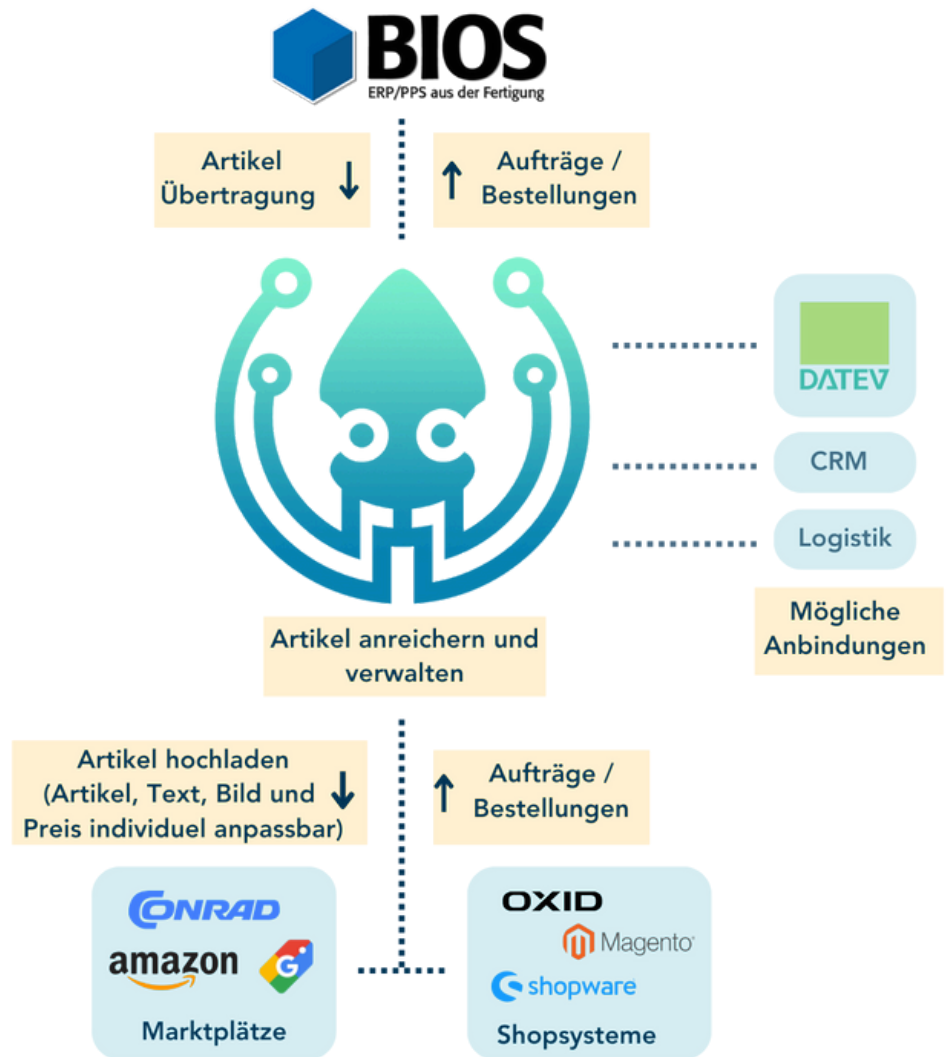 BIOS
ERP/PPS aus der Fertigung
Artikel
Übertragung ↓
↑ Aufträge /
Bestellungen
DATEV
CRM
Logistik
Mögliche
Anbindungen
Artikel anreichern und
verwalten
Artikel hochladen
(Artikel, Text, Bild und ↓
Preis individuel anpassbar)
↑ Aufträge /
Bestellungen
CONRAD
amazon G
Marktplätze
OXID
Magento
shopware
Shopsysteme